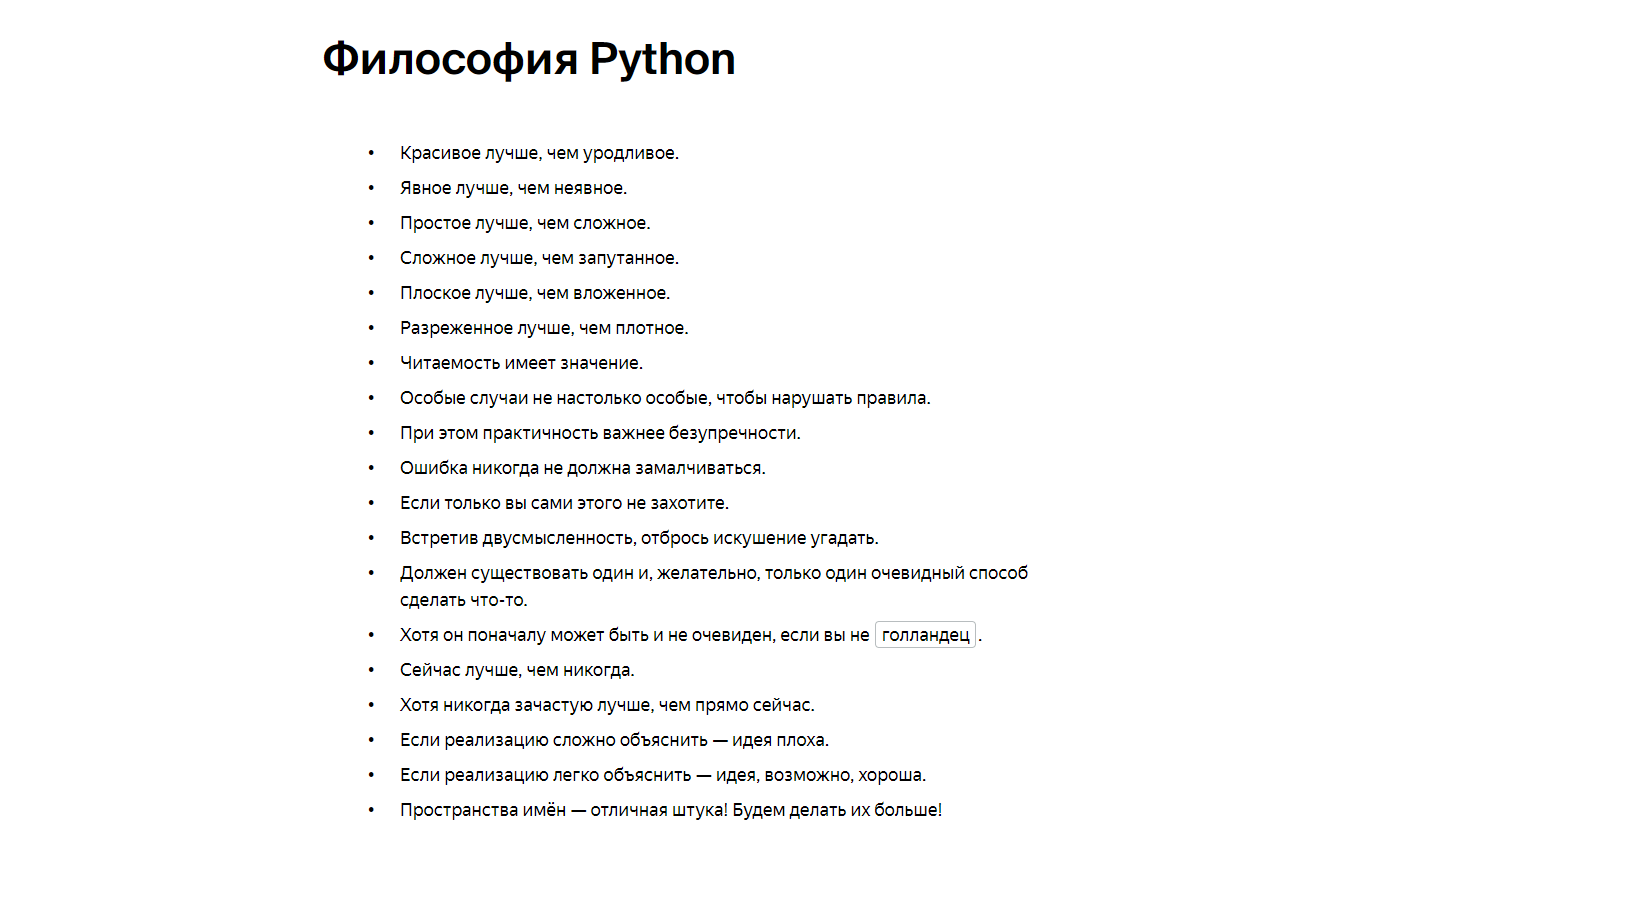 Философия Python
• Красивое лучше, чем уродливое.
• Явное лучше, чем неявное.
• Простое лучше, чем сложное.
• Сложное лучше, чем запутанное.
• Плоское лучше, чем вложенное.
• Разреженное лучше, чем плотное.
• Читаемость имеет значение.
• Особые случаи не настолько особые, чтобы нарушать правила.
• При этом практичность важнее безупречности.
• Ошибка никогда не должна замалчиваться.
• Если только вы сами этого не захотите.
• Встретив двусмысленность, отбрось искушение угадать.
• Должен существовать один и, желательно, только один очевидный способ
сделать что-то.
• Хотя он поначалу может быть и не очевиден, если вы не голландец.
• Сейчас лучше, чем никогда.
• Хотя никогда зачастую лучше, чем прямо сейчас.
• Если реализацию сложно объяснить — идея плоха.
• Если реализацию легко объяснить — идея, возможно, хороша.
• Пространства имён — отличная штука! Будем делать их больше!